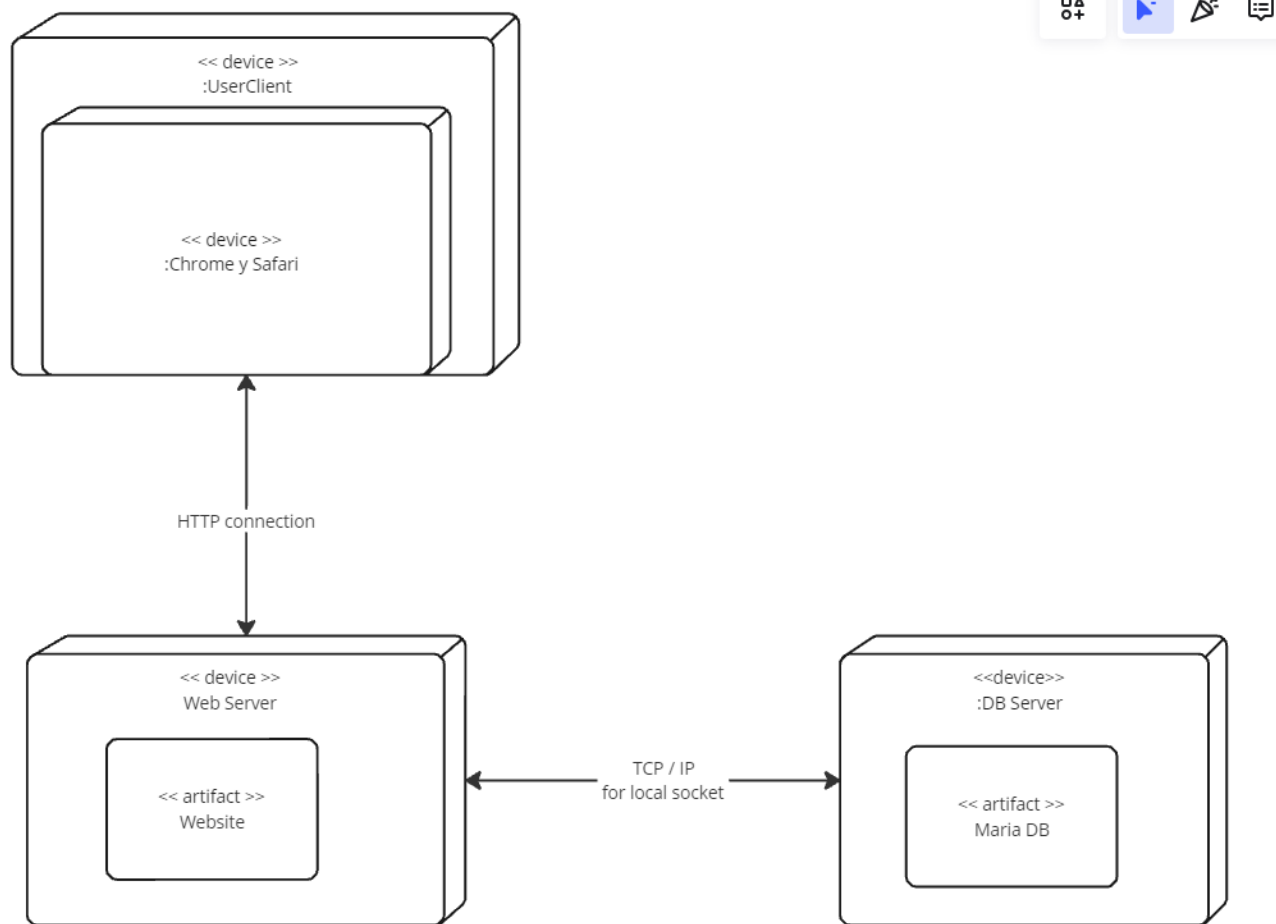 << device >>
:UserClient
<< device >>
:Chrome y Safari
HTTP connection
<< device >>
Web Server
<< artifact >>
Website
TCP / IP
for local socket
<<device>>
:DB Server
<< artifact >>
Maria DB